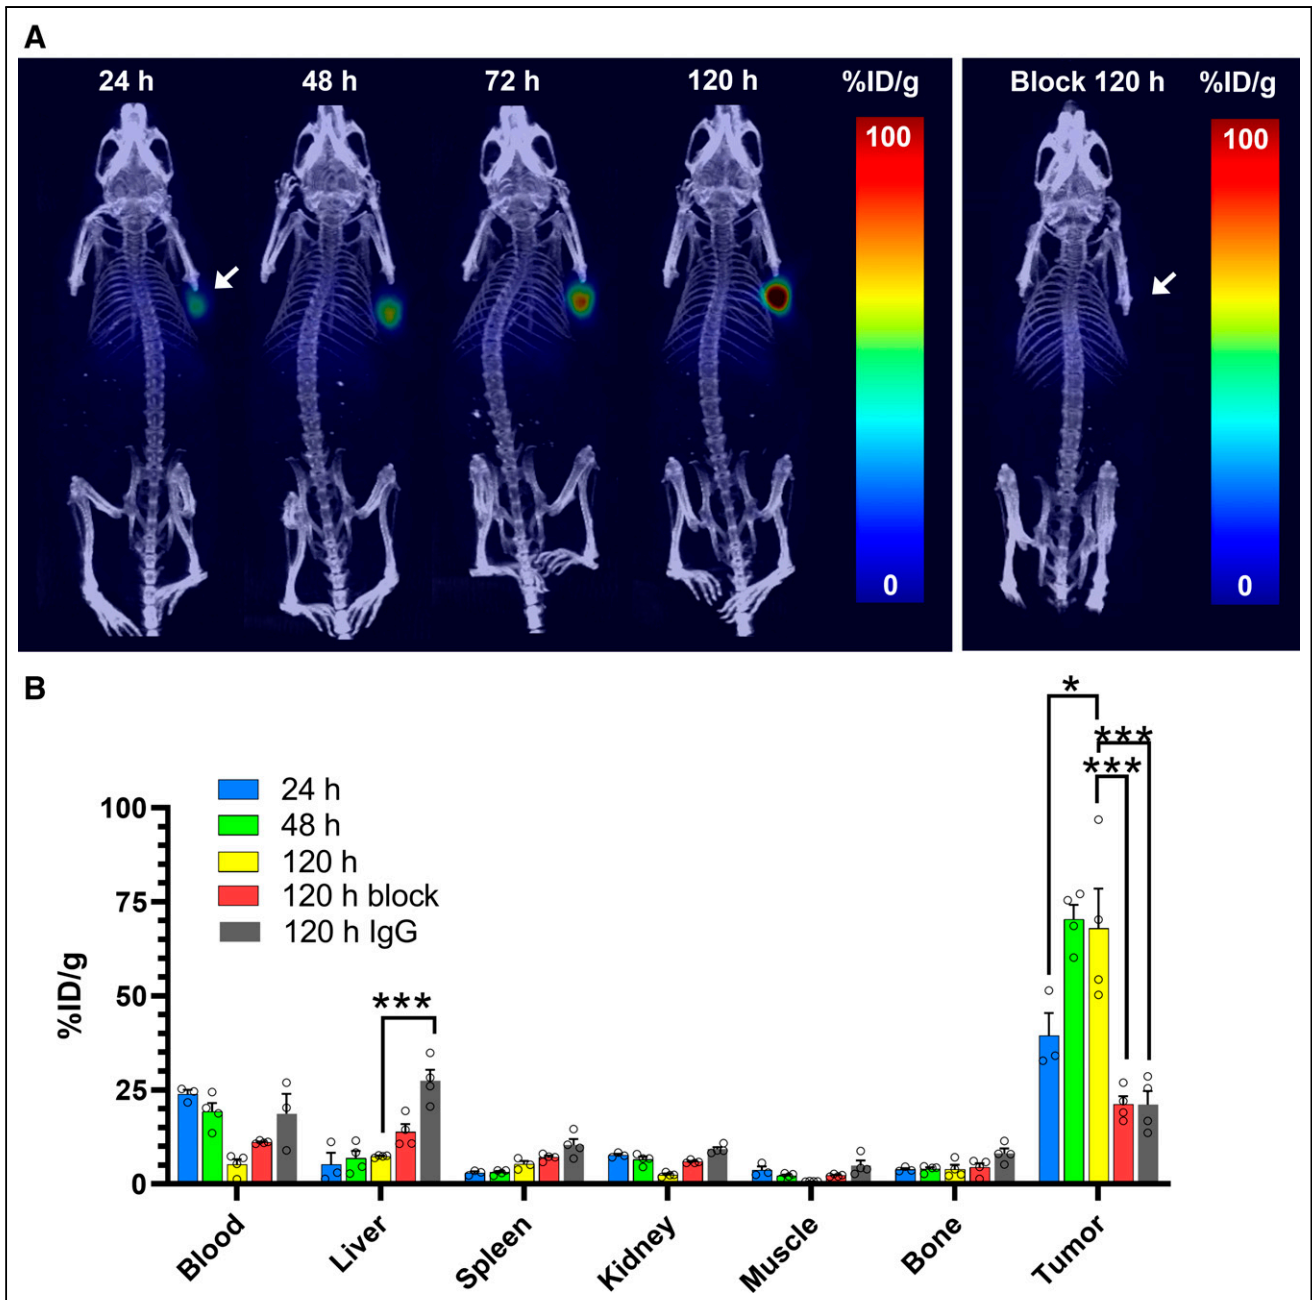 A
24 h 48 h 72 h 120 h %ID/g Block 120 h %ID/g
100 100
0 0
B
*
***
***
24 h
48 h
120 h
120 h block
120 h IgG
***
100
75
50
25
0
%ID/g
Blood Liver Spleen Kidney Muscle Bone Tumor